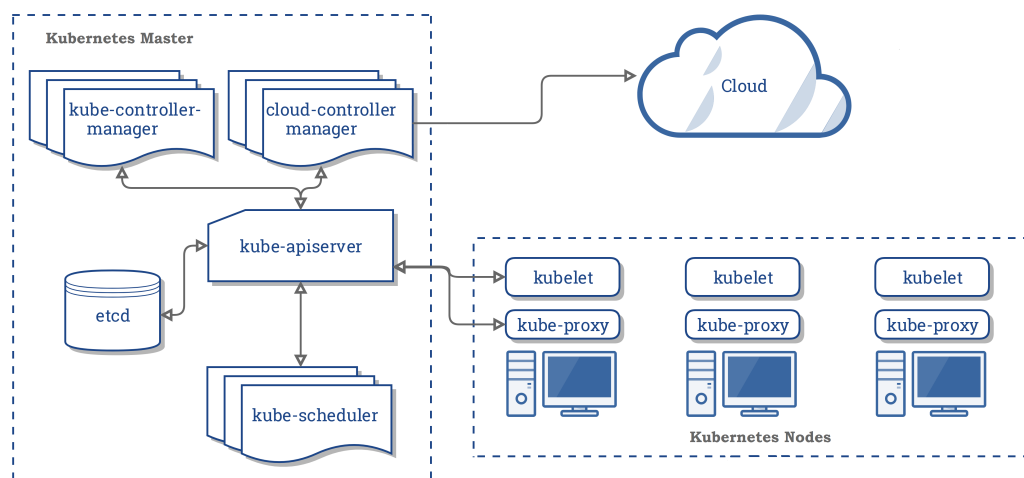 Kubernetes Master
kube-controller-
manager
cloud-controller
manager
Cloud
kube-apiserver
etcd
kube-scheduler
kubelet
kubelet
kubelet
kube-proxy
kube-proxy
kube-proxy
Kubernetes Nodes